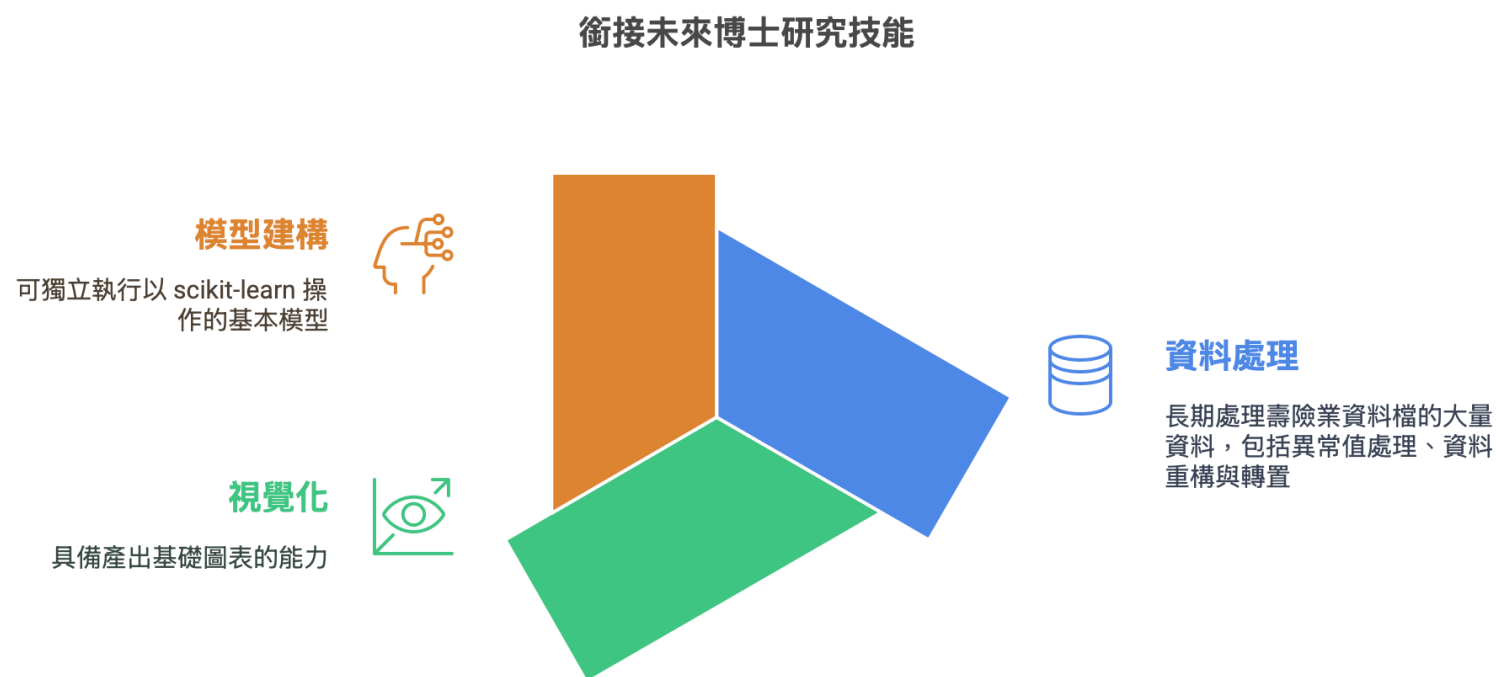 銜接未來博士研究技能
模型建構
可獨立執行以 scikit-learn 操
作的基本模型
資料處理
長期處理壽險業資料檔的大量
資料，包括異常值處理、資料
重構與轉置
視覺化
具備產出基礎圖表的能力